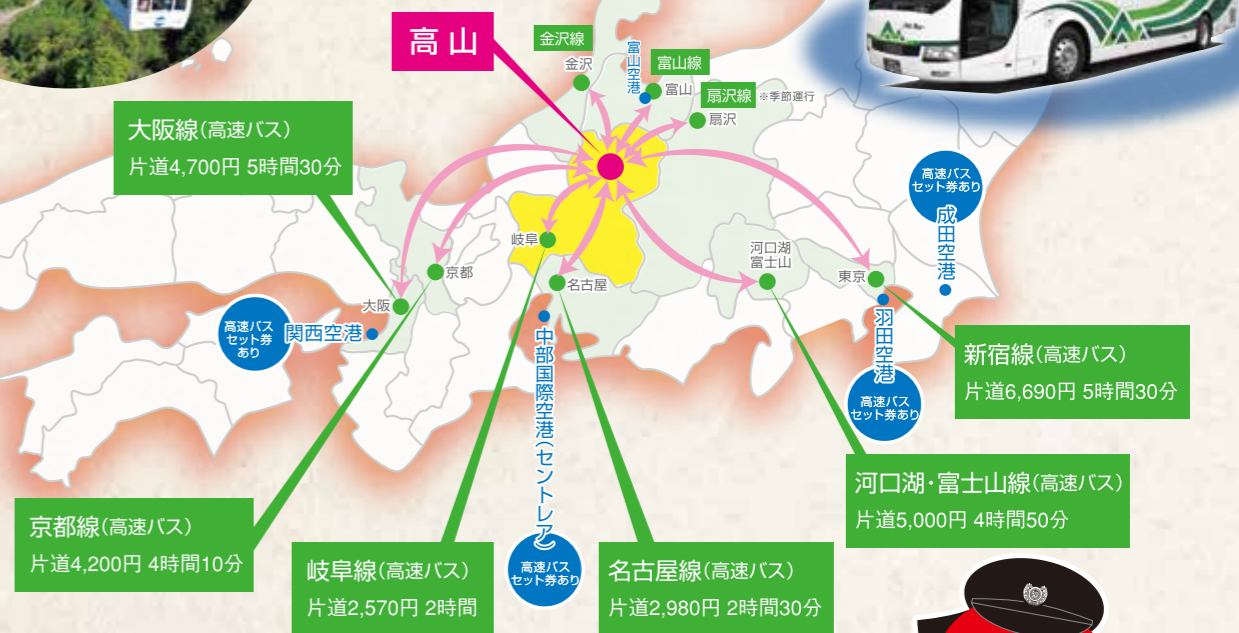 高山
金沢線
金沢
富山空港
富山線
富山
扇沢線 ※季節運行
扇沢
大阪線(高速バス)
片道4,700円 5時間30分
高速バス
セット券あり
成田空港
岐阜
河口湖
富士山
京都
東京
名古屋
大阪
高速バス
セット券
あり
関西空港
中部国際空港(セントレア)
羽田空港
新宿線(高速バス)
片道6,690円 5時間30分
高速バス
セット券あり
河口湖・富士山線(高速バス)
片道5,000円 4時間50分
京都線(高速バス)
片道4,200円 4時間10分
岐阜線(高速バス)
片道2,570円 2時間
高速バス
セット券あり
名古屋線(高速バス)
片道2,980円 2時間30分